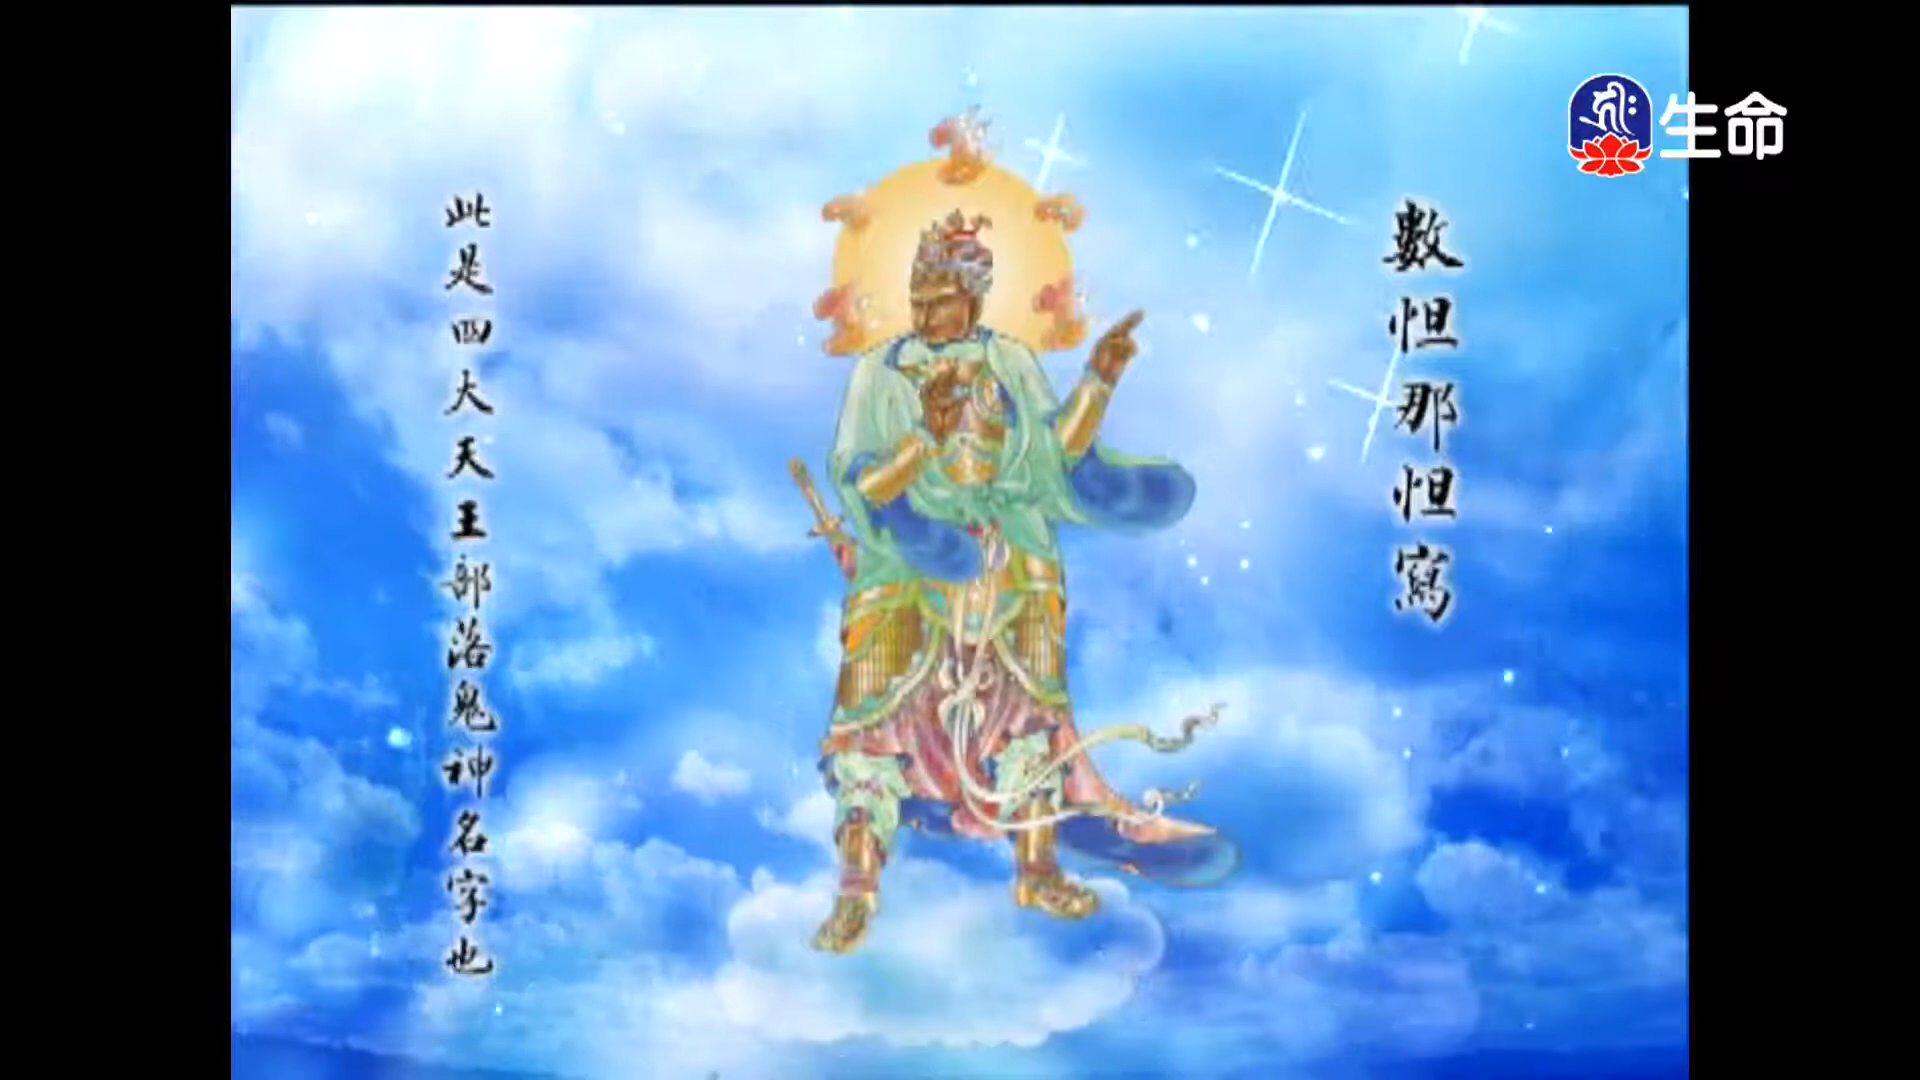 生命
數怛那怛寫
此是四大天王部落鬼神名字也